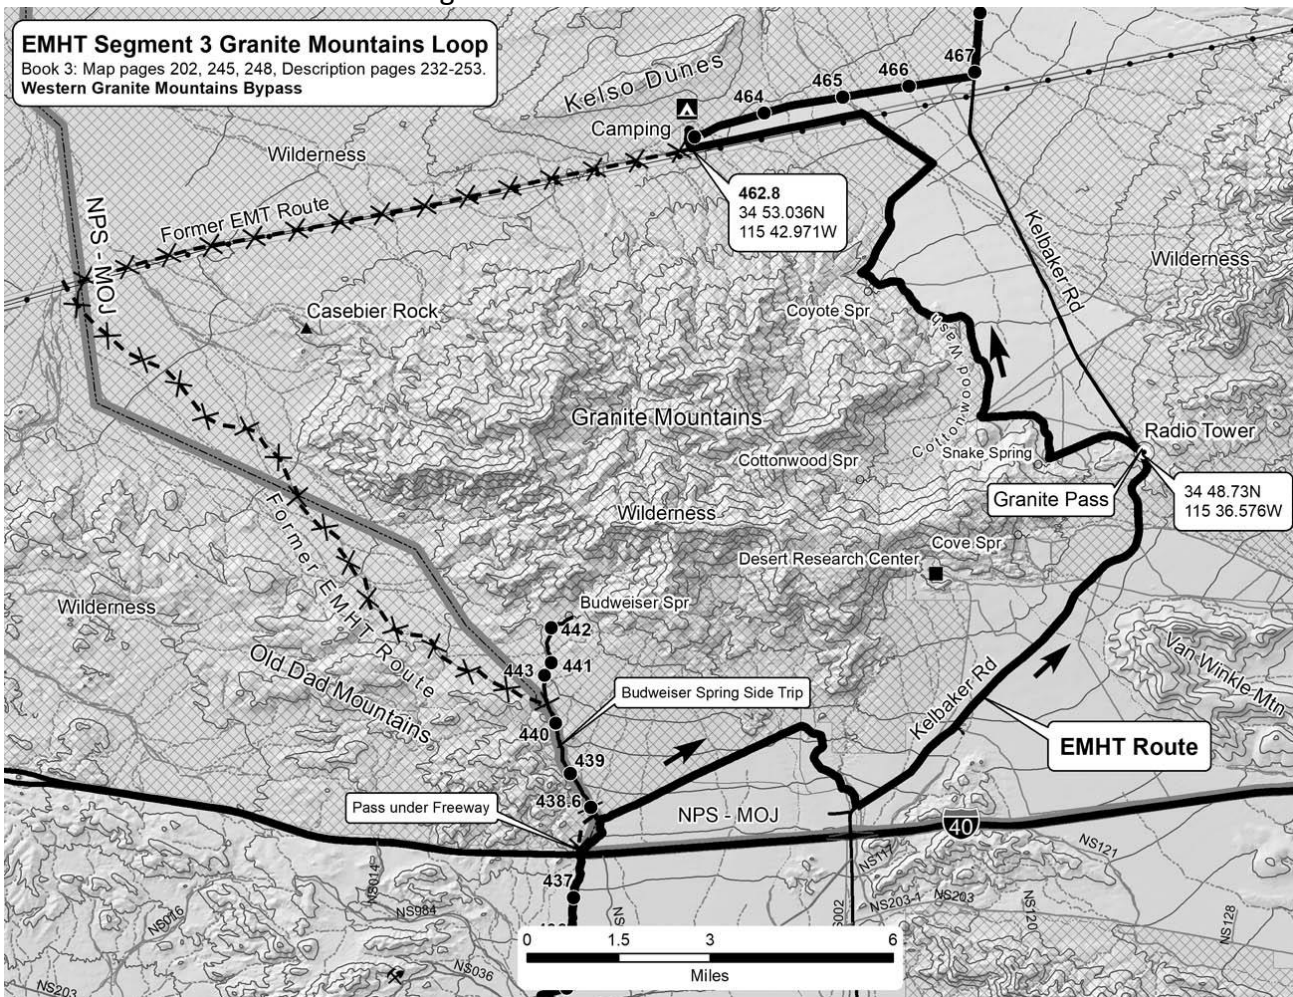 EMHT Segment 3 Granite Mountains Loop
Book 3: Map pages 202, 245, 248, Description pages 232-253.
Western Granite Mountains Bypass
467
466
465
464
Kelso Dunes
Camping
Wilderness
462.8
34 53.036N
115 42.971W
Former EMT Route
NPS - MOJ
Kelbaker Rd
Wilderness
Casebier Rock
Coyote Spr
Cottonwood Wash
Granite Mountains
Radio Tower
Snake Spring
Cottonwood Spr
Granite Pass
34 48.73N
115 36.576W
Wilderness
Former EMHT Route
Cove Spr
Desert Research Center
Wilderness
Budweiser Spr
442
441
443
Old Dad Mountains
Van Winkle Mtn
Budweiser Spring Side Trip
Kelbaker Rd
440
EMHT Route
439
438.6
Pass under Freeway
NPS - MOJ
40
NS121
NS117
437
NS014
NS203-1
NS203
NS984
NS016
NS120
NS128
0 1.5 3 6
Miles
NS036
NS203